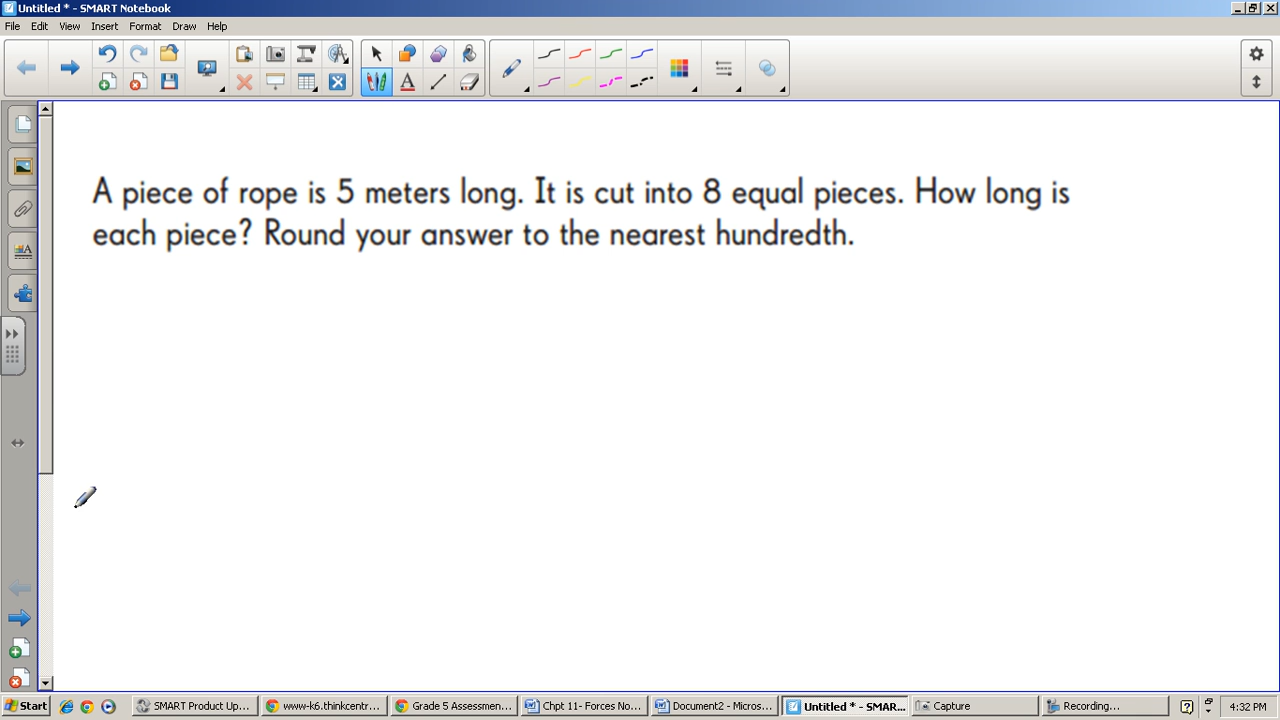 Untitled * - SMART Notebook
File Edit View Insert Format Draw Help
A piece of rope is 5 meters long. It is cut into 8 equal pieces. How long is
each piece? Round your answer to the nearest hundredth.
Start SMART Product Up... www-k6.thinkcentr... Grade 5 Assessmen... Chpt 11- Forces No... Document2 - Micros... Untitled * - SMAR... Capture Recording... 4:32 PM